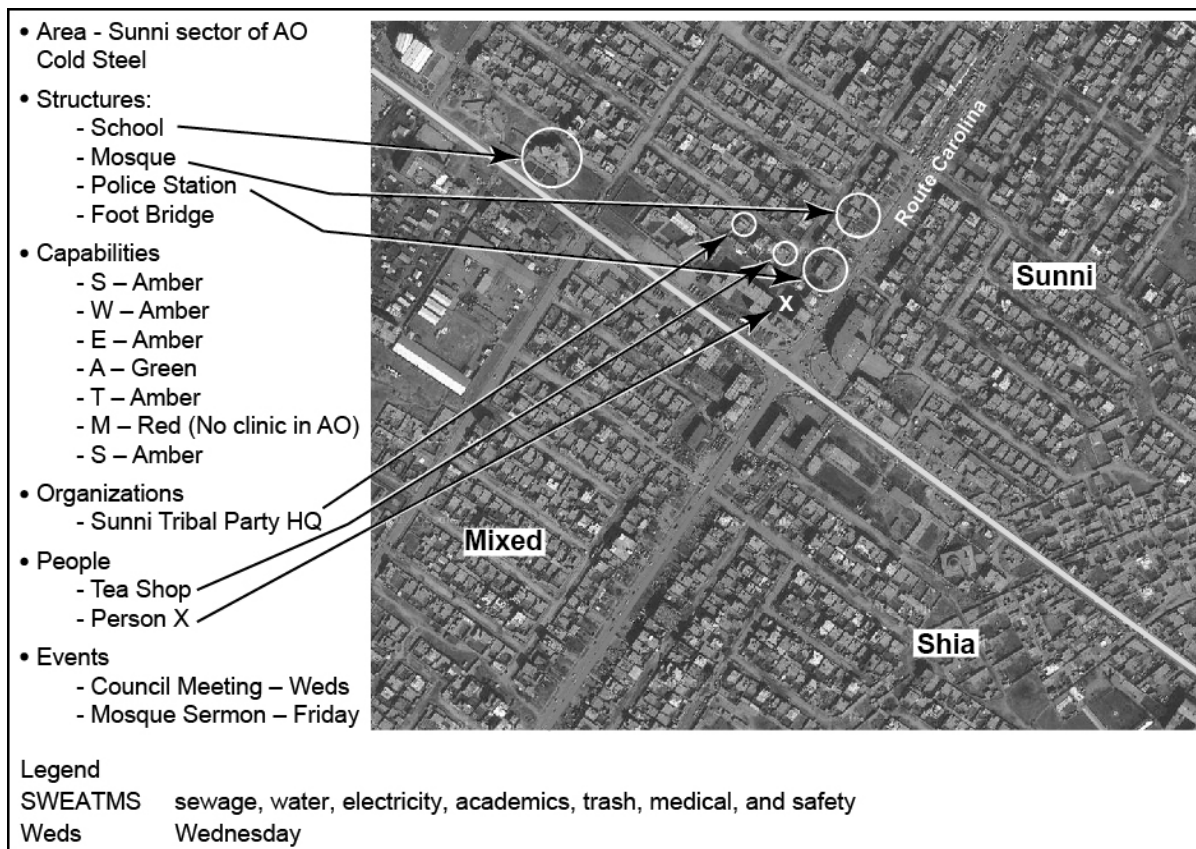 • Area - Sunni sector of AO
Cold Steel
• Structures:
- School
- Mosque
- Police Station
- Foot Bridge
• Capabilities
- S – Amber
- W – Amber
- E – Amber
- A – Green
- T – Amber
- M – Red (No clinic in AO)
- S – Amber
• Organizations
- Sunni Tribal Party HQ
• People
- Tea Shop
- Person X
• Events
- Council Meeting – Weds
- Mosque Sermon – Friday
Route Carolina
Sunni
X
Mixed
Shia
Legend
SWEATMS sewage, water, electricity, academics, trash, medical, and safety
Weds Wednesday